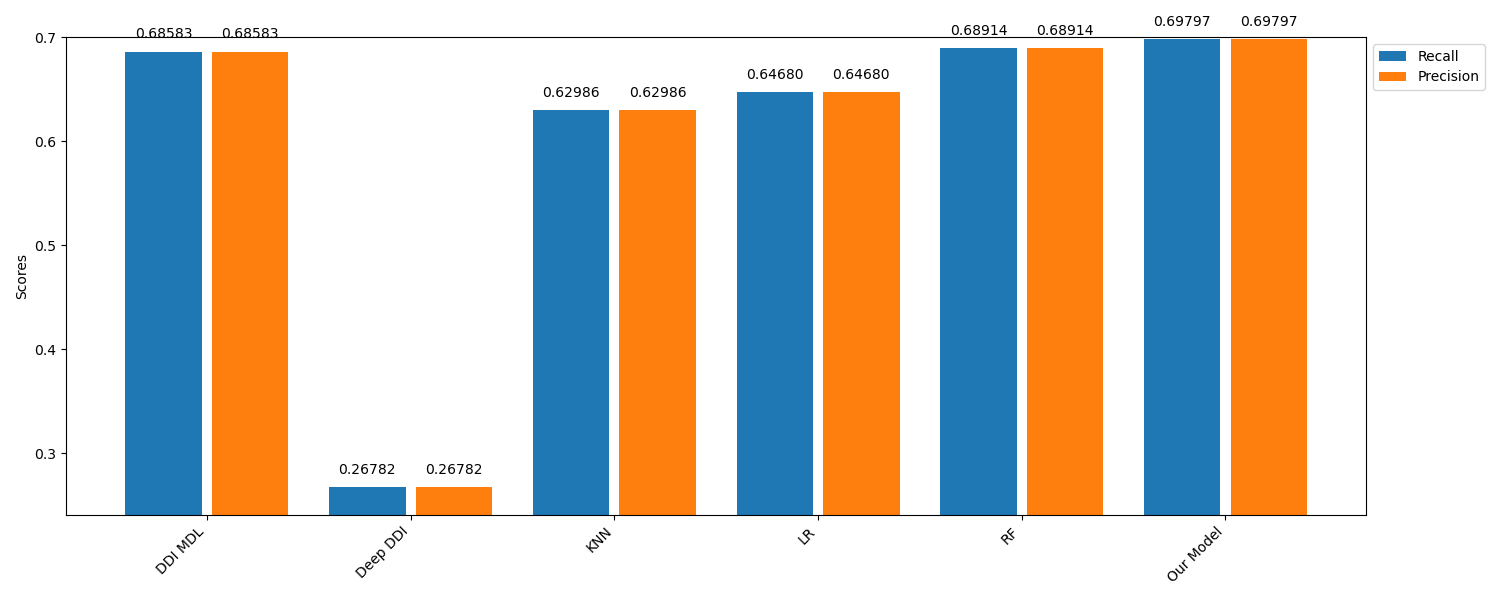 0.68583 0.68583
0.26782 0.26782
0.62986 0.62986
0.64680 0.64680
0.68914 0.68914
0.69797 0.69797
Recall
Precision
0.7
0.6
0.5
0.4
0.3
Scores
DDI MDL
Deep DDI
KNN
LR
RF
Our Model